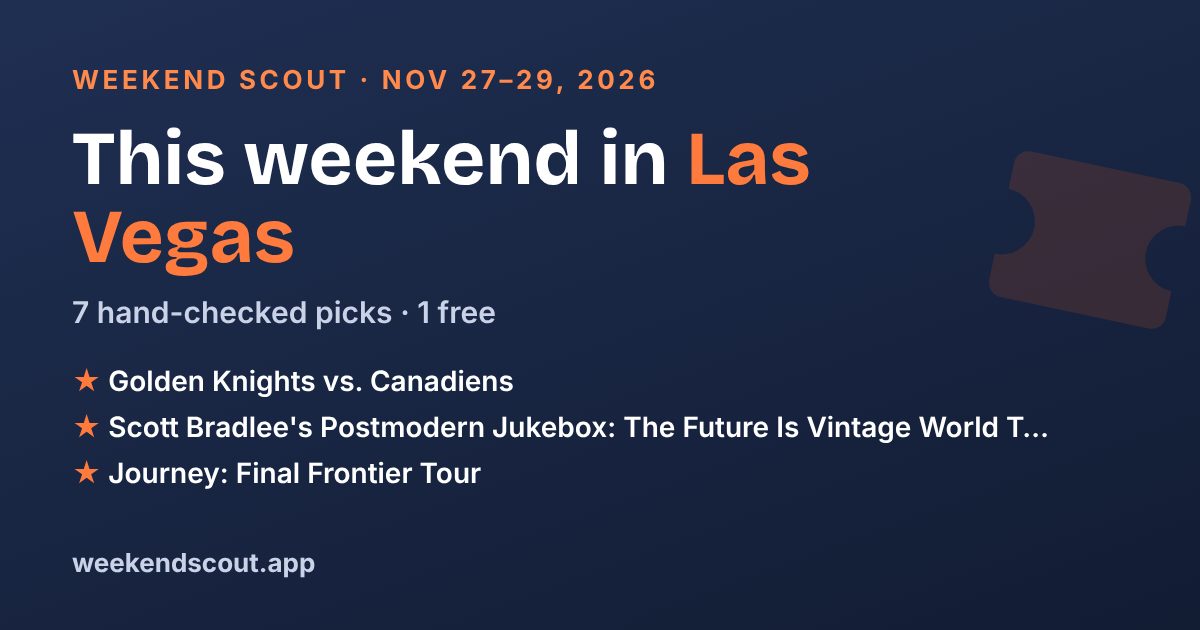 WEEKEND SCOUT · NOV 27–29, 2026
This weekend in Las
Vegas
7 hand-checked picks · 1 free
★ Golden Knights vs. Canadiens
★ Scott Bradlee's Postmodern Jukebox: The Future Is Vintage World T...
★ Journey: Final Frontier Tour
weekendscout.app